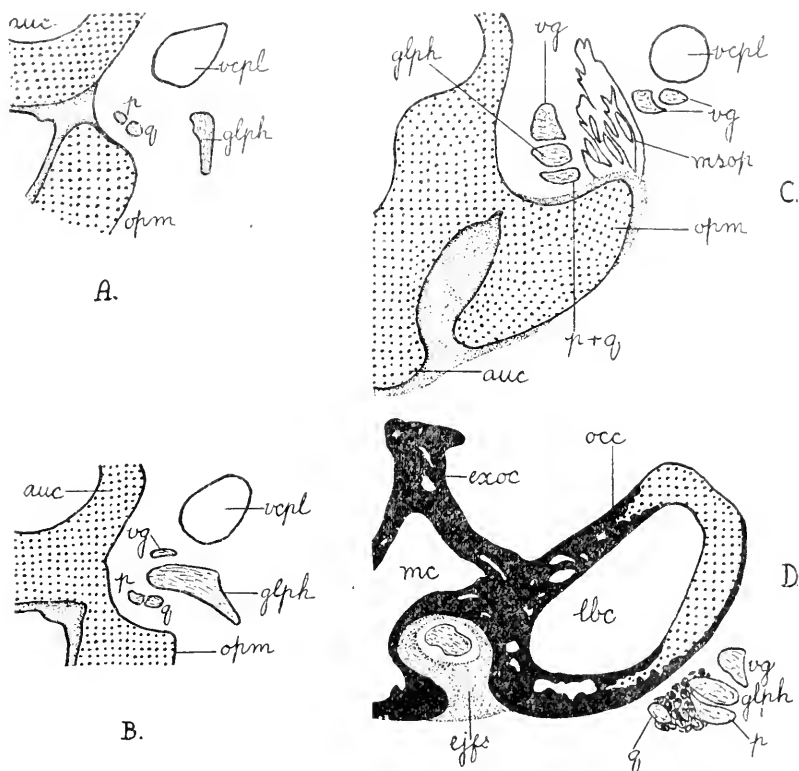 auc
vcpl
p
q
glph
opm
A.
auc
vcpl
vg
p
q
glph
opm
B.
vg
glph
vcpl
vg
msop
C.
opm
p+q
auc
occ
exoc
mc
lbc
D.
vg
glph
p
q
ejfs